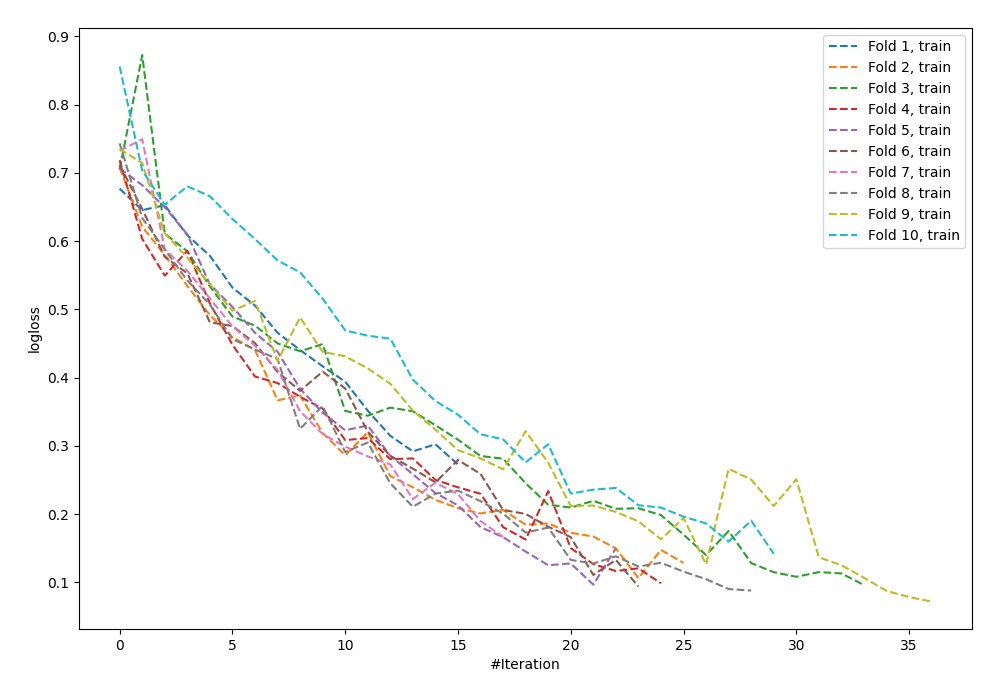 0.9
0.8
0.7
0.6
0.5
0.4
0.3
0.2
0.1
logloss
0
5
10
15
20
25
30
35
#Iteration
Fold 1, train
Fold 2, train
Fold 3, train
Fold 4, train
Fold 5, train
Fold 6, train
Fold 7, train
Fold 8, train
Fold 9, train
Fold 10, train